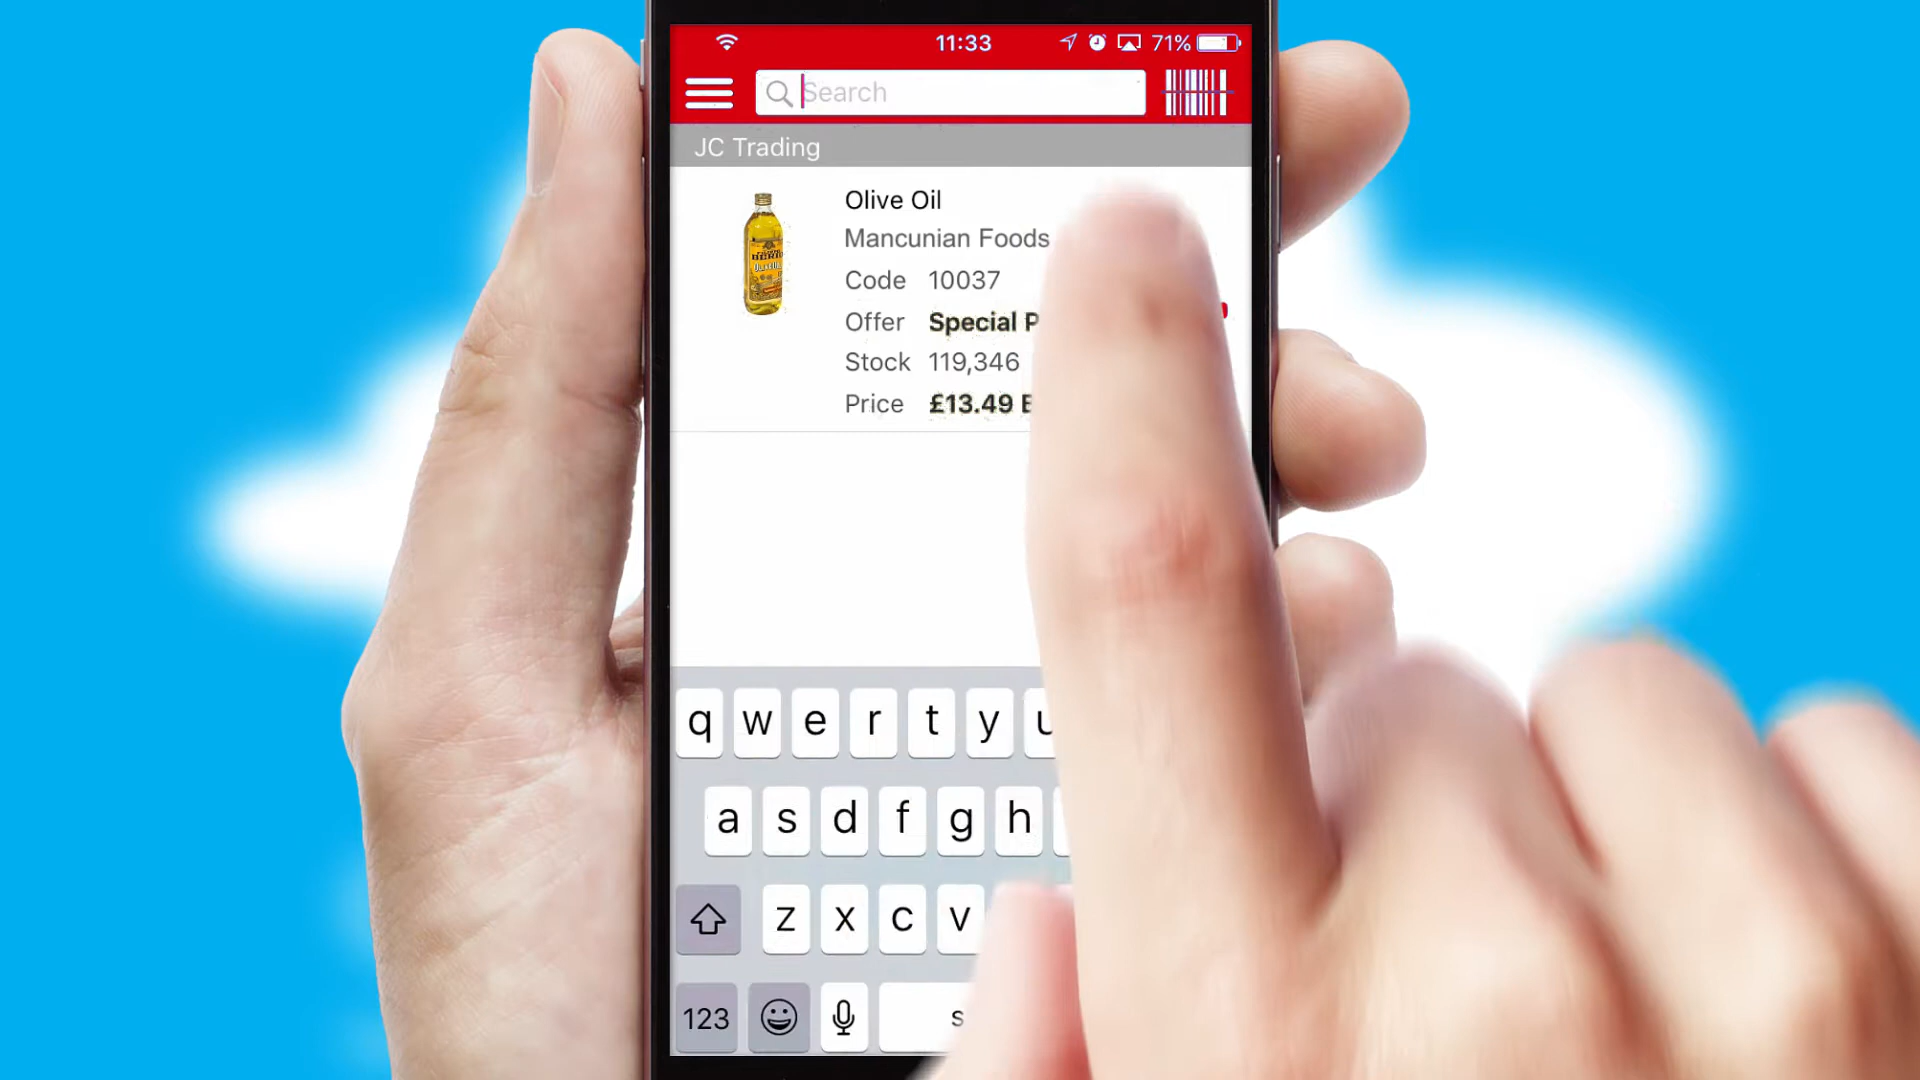 11:33
71%
Search
JC Trading
Olive Oil
Mancunian Foods
Code 10037
Offer Special P
Stock 119,346
Price £13.49 E
q w e r t y u
a s d f g h
z x c v
123 s